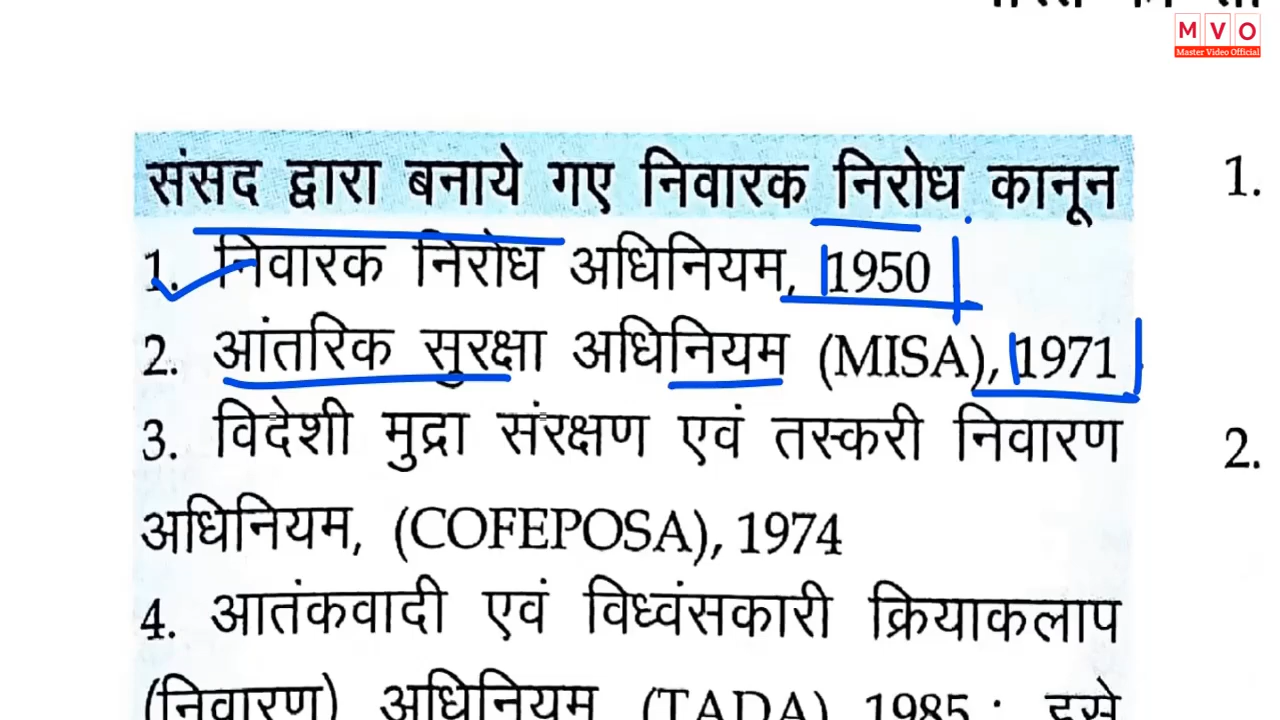 M V O
Master Video Official
संसद द्वारा बनाये गए निवारक निरोध कानून
1. निवारक निरोध अधिनियम, 1950
2. आंतरिक सुरक्षा अधिनियम (MISA), 1971
3. विदेशी मुद्रा संरक्षण एवं तस्करी निवारण
अधिनियम, (COFEPOSA), 1974
4. आतंकवादी एवं विध्वंसकारी क्रियाकलाप
(निवारण) अधिनियम (TADA) 1985 : इसे
1.
2.